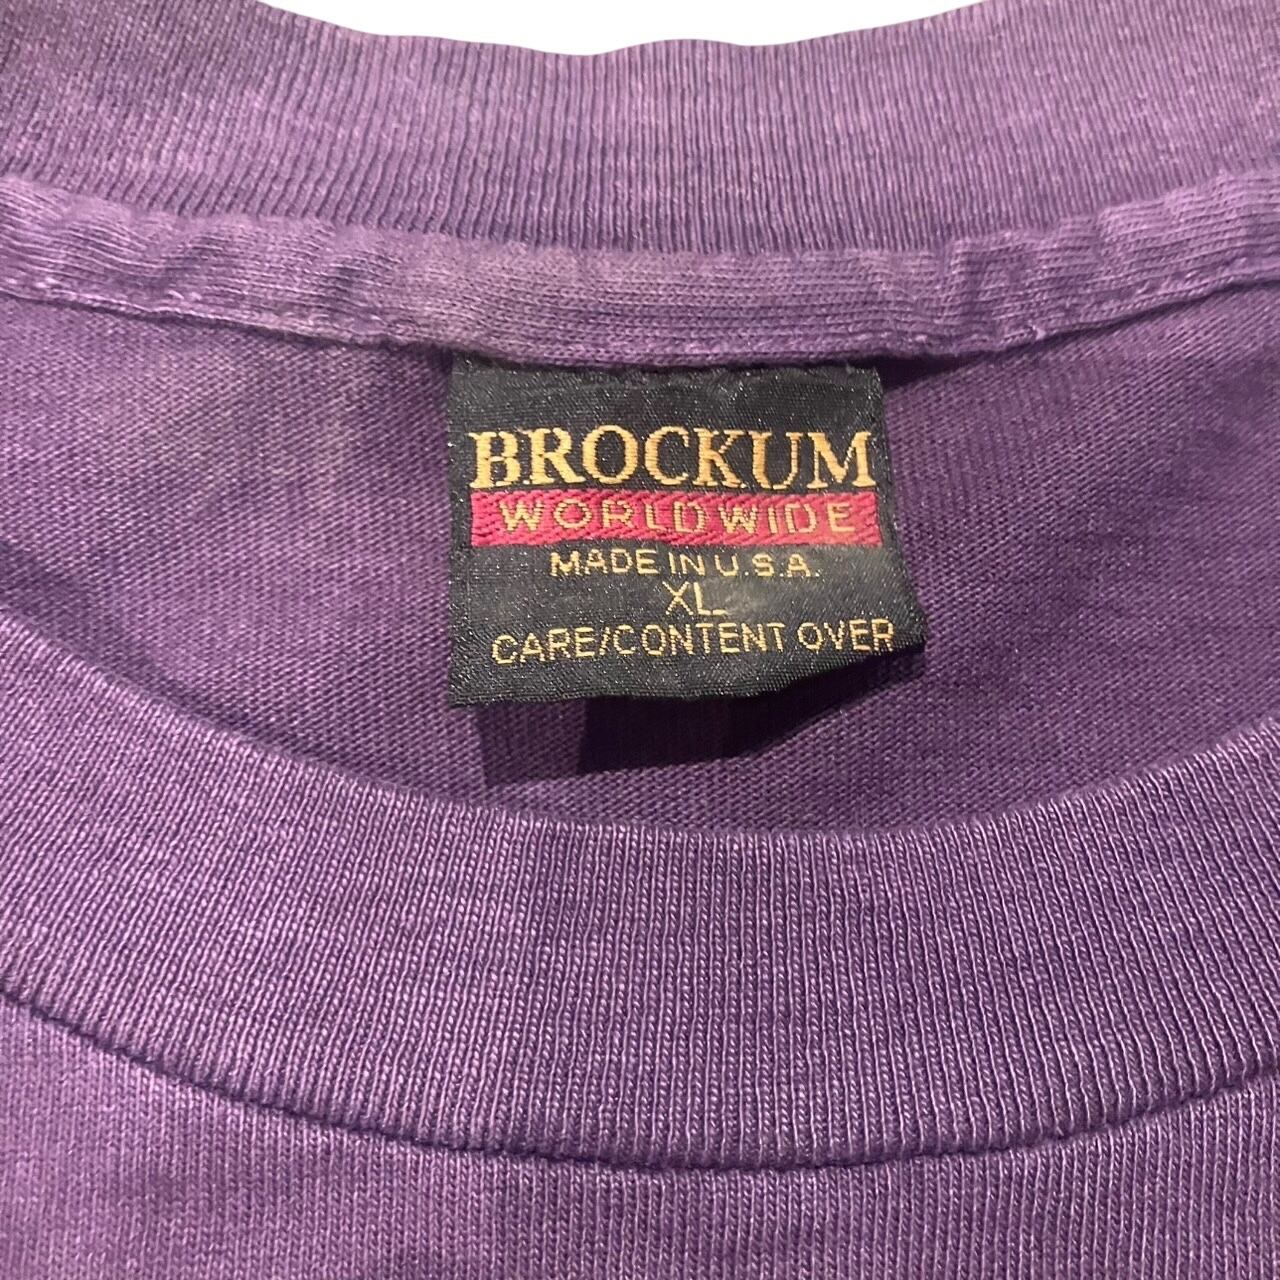 BROCKUM
WORLDWIDE
MADE IN U.S.A.
XL
CARE/CONTENT OVER